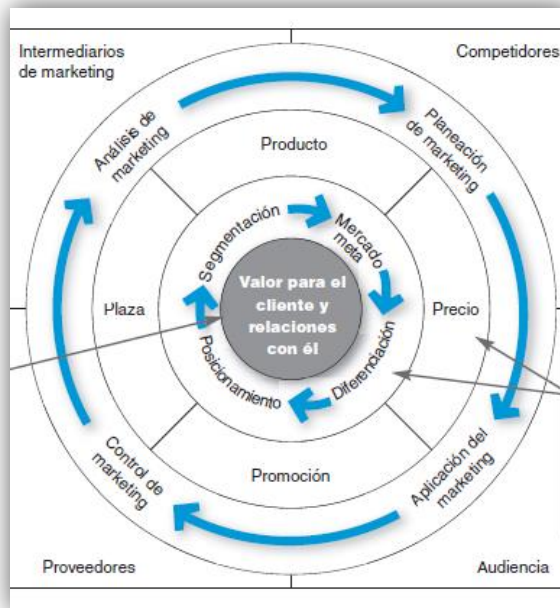 Intermediarios
de marketing
Competidores
Análisis de
marketing
Planeación
de marketing
Producto
Segmentación
Mercado
meta
Plaza
Valor para el
cliente y
relaciones
con él
Precio
Posicionamiento
Diferenciación
Promoción
Control de
marketing
Aplicación del
marketing
Proveedores
Audiencia